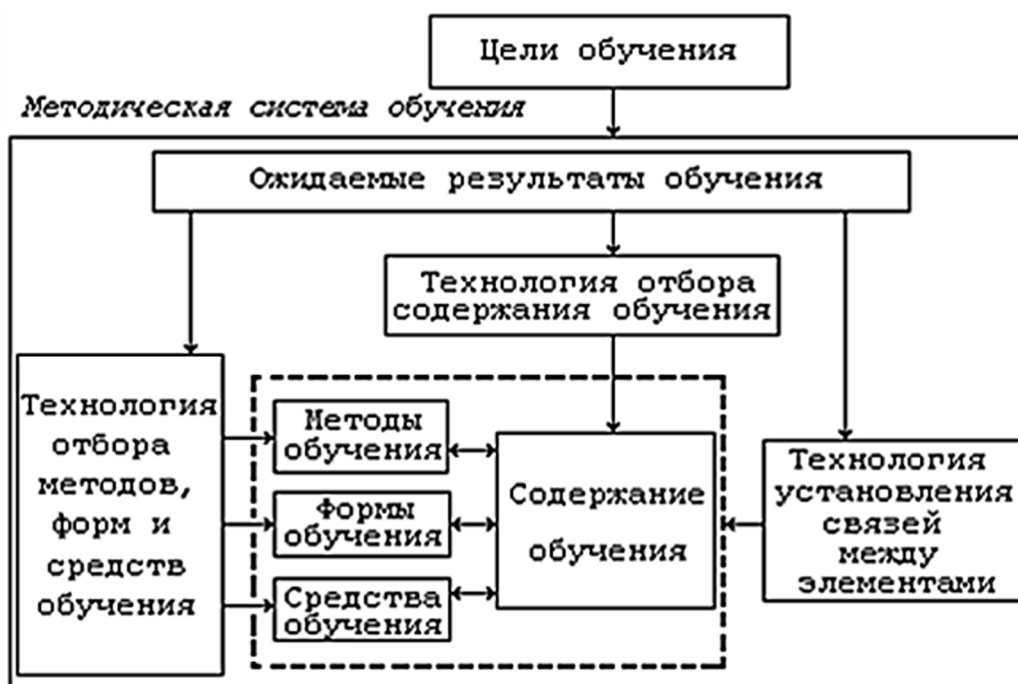 Цели обучения
Методическая система обучения
Ожидаемые результаты обучения
Технология отбора
содержания обучения
Технология
отбора
методов,
форм и
средств
обучения
Методы
обучения
Формы
обучения
Средства
обучения
Содержание
обучения
Технология
установления
связей
между
элементами